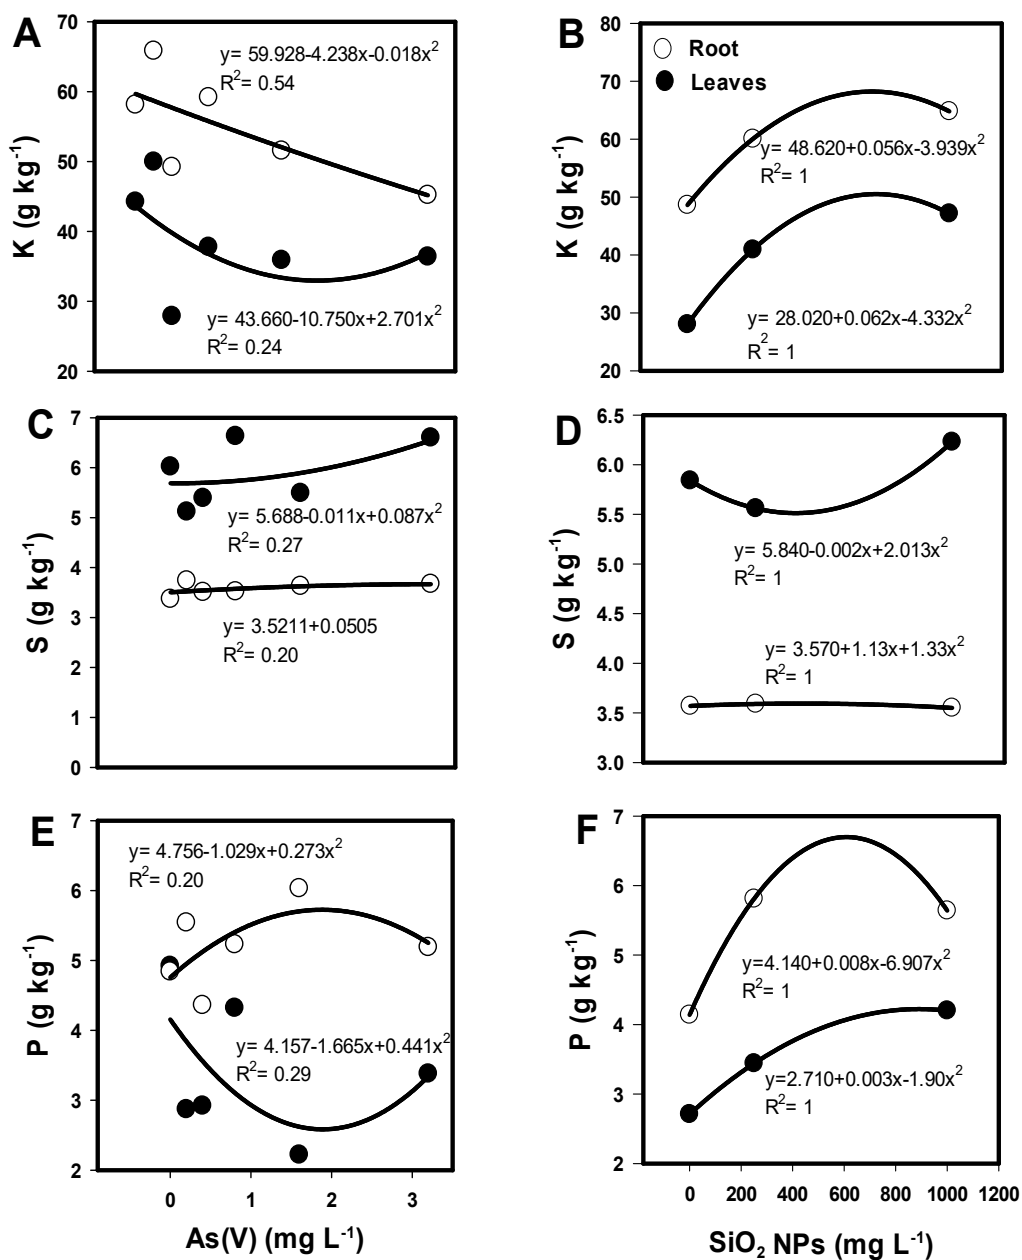 A
70
60
50
40
30
20
K (g kg⁻¹)
y= 59.928-4.238x-0.018x²
R²= 0.54
y= 43.660-10.750x+2.701x²
R²= 0.24
B
80
70
60
50
40
30
20
K (g kg⁻¹)
Root
Leaves
y= 48.620+0.056x-3.939x²
R²= 1
y= 28.020+0.062x-4.332x²
R²= 1
C
7
6
5
4
3
2
1
0
S (g kg⁻¹)
y= 5.688-0.011x+0.087x²
R²= 0.27
y= 3.5211+0.0505
R²= 0.20
D
6.5
6.0
5.5
5.0
4.5
4.0
3.5
3.0
S (g kg⁻¹)
y= 5.840-0.002x+2.013x²
R²= 1
y= 3.570+1.13x+1.33x²
R²= 1
E
7
6
5
4
3
2
P (g kg⁻¹)
y= 4.756-1.029x+0.273x²
R²= 0.20
y= 4.157-1.665x+0.441x²
R²= 0.29
0 1 2 3
As(V) (mg L⁻¹)
F
7
6
5
4
3
2
P (g kg⁻¹)
y=4.140+0.008x-6.907x²
R²= 1
y=2.710+0.003x-1.90x²
R²= 1
0 200 400 600 800 1000 1200
SiO₂ NPs (mg L⁻¹)